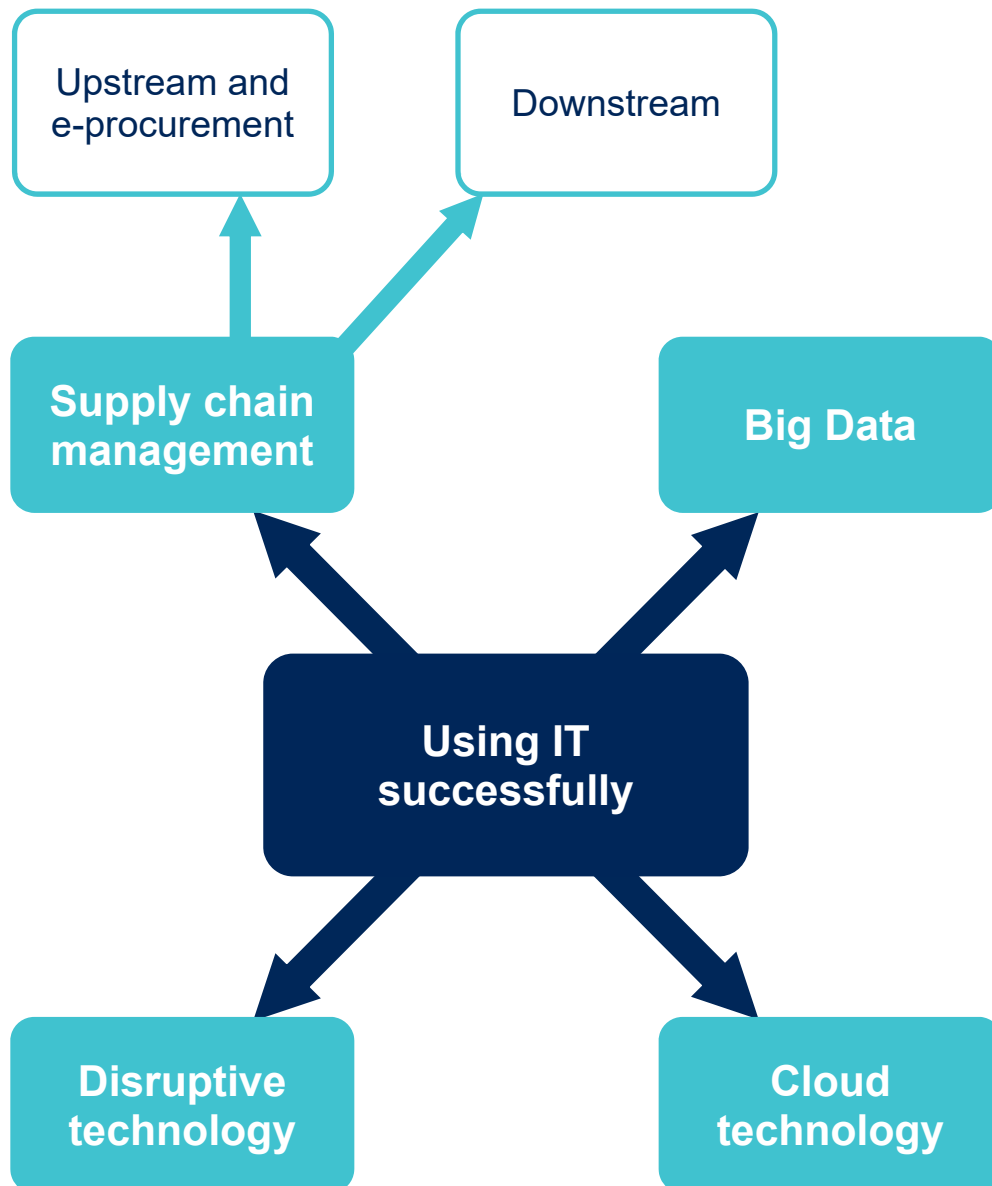 Upstream and
e-procurement
Downstream
Supply chain
management
Big Data
Using IT
successfully
Disruptive
technology
Cloud
technology